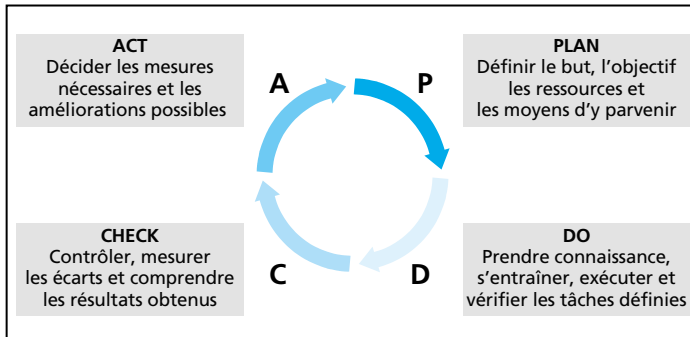 ACT
Décider les mesures
nécessaires et les
améliorations possibles
A
P
PLAN
Définir le but, l’objectif
les ressources et
les moyens d’y parvenir
CHECK
Contrôler, mesurer
les écarts et comprendre
les résultats obtenus
C
D
DO
Prendre connaissance,
s’entraîner, exécuter et
vérifier les tâches définies